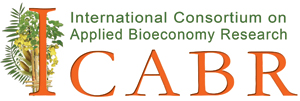 International Consortium on
Applied Bioeconomy Research
ICABR